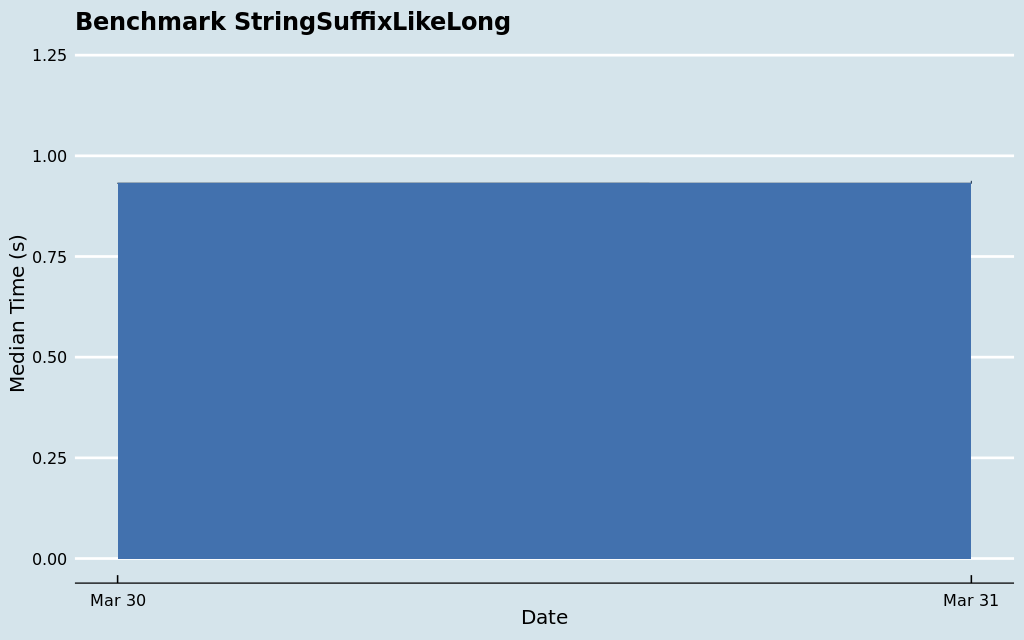 Benchmark StringSuffixLikeLong
1.25
1.00
0.75
0.50
0.25
0.00
Median Time (s)
Mar 30
Mar 31
Date